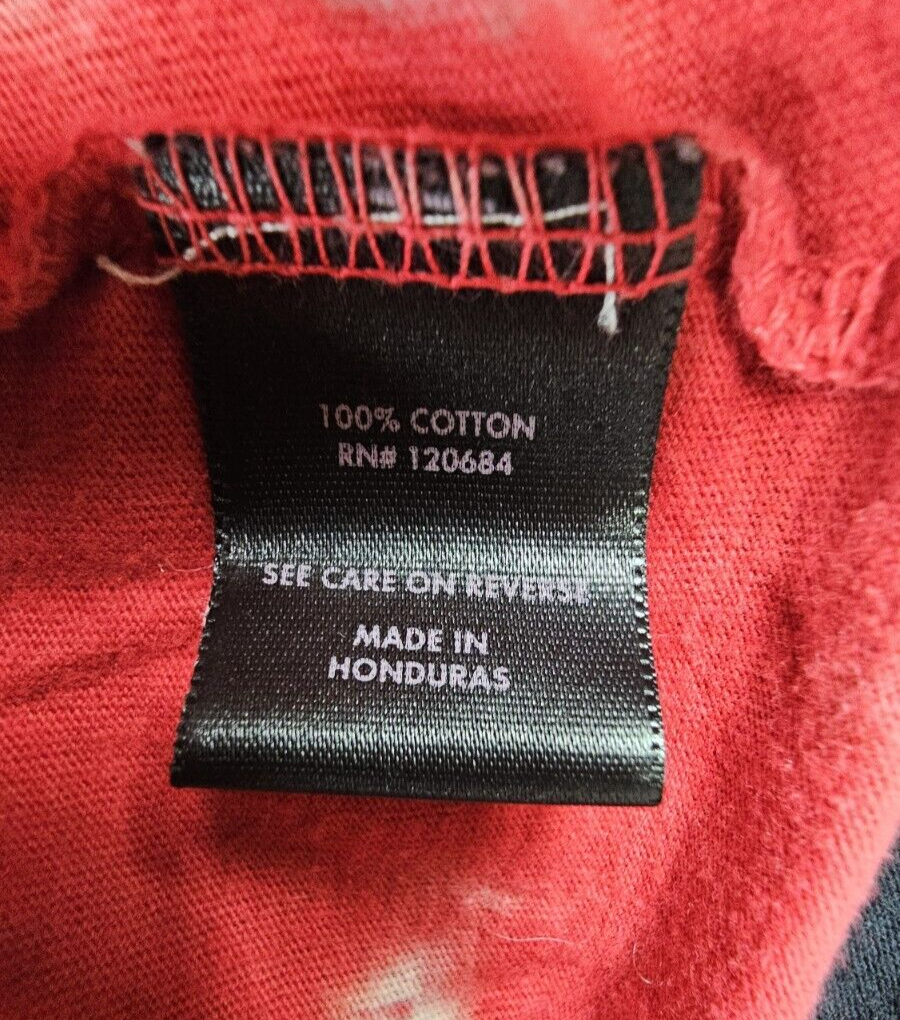 100% COTTON
RN# 120684
SEE CARE ON REVERSE
MADE IN
HONDURAS